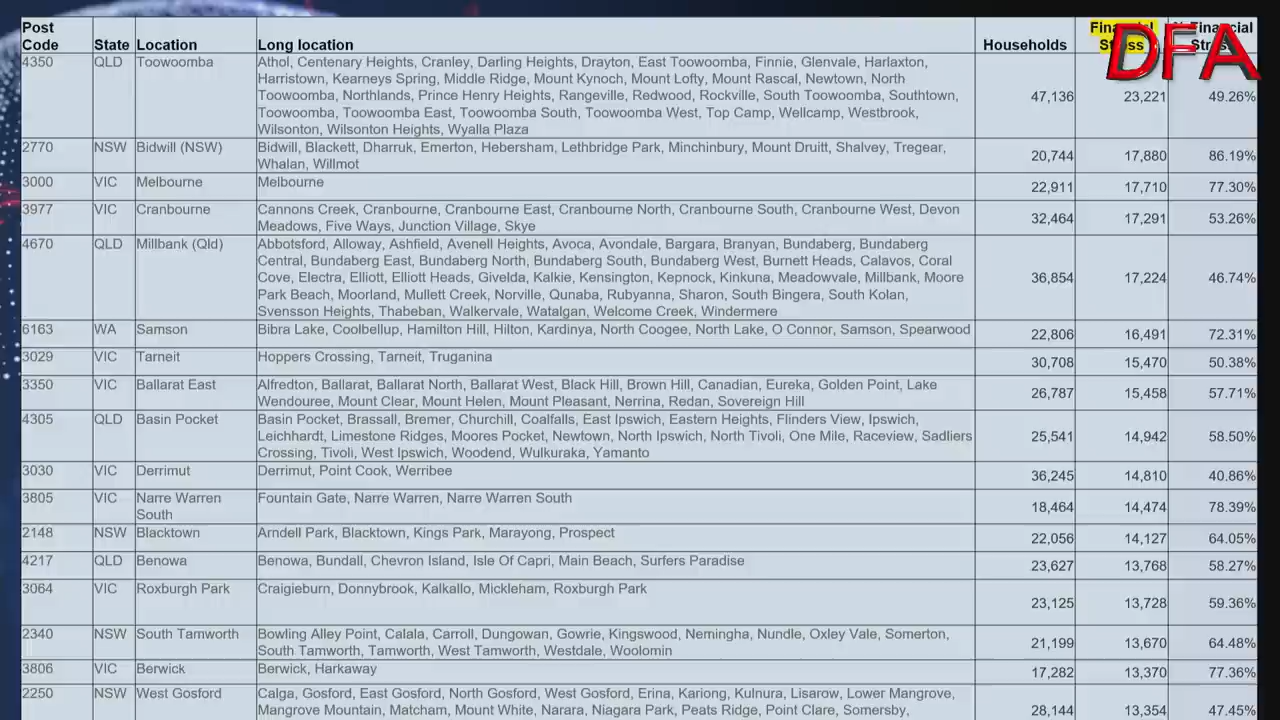 Post Code State Location Long location Households Financial Stress % Financial Stress
DFA
4350 QLD Toowoomba Athol, Centenary Heights, Cranley, Darling Heights, Drayton, East Toowoomba, Finnie, Glenvale, Harlaxton,
Harristown, Kearneys Spring, Middle Ridge, Mount Kynoch, Mount Lofty, Mount Rascal, Newtown, North
Toowoomba, Northlands, Prince Henry Heights, Rangeville, Redwood, Rockville, South Toowoomba, Southtown, 47,136 23,221 49.26%
Toowoomba, Toowoomba East, Toowoomba South, Toowoomba West, Top Camp, Wellcamp, Westbrook,
Wilsonton, Wilsonton Heights, Wyalla Plaza
2770 NSW Bidwill (NSW) Bidwill, Blackett, Dharruk, Emerton, Hebersham, Lethbridge Park, Minchinbury, Mount Druitt, Shalvey, Tregear,
Whalan, Willmot 20,744 17,880 86.19%
3000 VIC Melbourne Melbourne 22,911 17,710 77.30%
3977 VIC Cranbourne Cannons Creek, Cranbourne, Cranbourne East, Cranbourne North, Cranbourne South, Cranbourne West, Devon
Meadows, Five Ways, Junction Village, Skye 32,464 17,291 53.26%
4670 QLD Millbank (Qld) Abbotsford, Alloway, Ashfield, Avenell Heights, Avoca, Avondale, Bargara, Branyan, Bundaberg, Bundaberg
Central, Bundaberg East, Bundaberg North, Bundaberg South, Bundaberg West, Burnett Heads, Calavos, Coral
Cove, Electra, Elliott, Elliott Heads, Givelda, Kalkie, Kensington, Kepnock, Kinkuna, Meadowvale, Millbank, Moore 36,854 17,224 46.74%
Park Beach, Moorland, Mullett Creek, Norville, Qunaba, Rubyanna, Sharon, South Bingera, South Kolan,
Svensson Heights, Thabeban, Walkervale, Watalgan, Welcome Creek, Windermere
6163 WA Samson Bibra Lake, Coolbellup, Hamilton Hill, Hilton, Kardinya, North Coogee, North Lake, O Connor, Samson, Spearwood 22,806 16,491 72.31%
3029 VIC Tarneit Hoppers Crossing, Tarneit, Truganina 30,708 15,470 50.38%
3350 VIC Ballarat East Alfredton, Ballarat, Ballarat North, Ballarat West, Black Hill, Brown Hill, Canadian, Eureka, Golden Point, Lake
Wendouree, Mount Clear, Mount Helen, Mount Pleasant, Nerrina, Redan, Sovereign Hill 26,787 15,458 57.71%
4305 QLD Basin Pocket Basin Pocket, Brassall, Bremer, Churchill, Coalfalls, East Ipswich, Eastern Heights, Flinders View, Ipswich,
Leichhardt, Limestone Ridges, Moores Pocket, Newtown, North Ipswich, North Tivoli, One Mile, Raceview, Sadliers 25,541 14,942 58.50%
Crossing, Tivoli, West Ipswich, Woodend, Wulkuraka, Yamanto
3030 VIC Derrimut Derrimut, Point Cook, Werribee 36,245 14,810 40.86%
3805 VIC Narre Warren South Fountain Gate, Narre Warren, Narre Warren South 18,464 14,474 78.39%
2148 NSW Blacktown Arndell Park, Blacktown, Kings Park, Marayong, Prospect 22,056 14,127 64.05%
4217 QLD Benowa Benowa, Bundall, Chevron Island, Isle Of Capri, Main Beach, Surfers Paradise 23,627 13,768 58.27%
3064 VIC Roxburgh Park Craigieburn, Donnybrook, Kalkallo, Mickleham, Roxburgh Park 23,125 13,728 59.36%
2340 NSW South Tamworth Bowling Alley Point, Calala, Carroll, Dungowan, Gowrie, Kingswood, Nemingha, Nundle, Oxley Vale, Somerton,
South Tamworth, Tamworth, West Tamworth, Westdale, Woolomin 21,199 13,670 64.48%
3806 VIC Berwick Berwick, Harkaway 17,282 13,370 77.36%
2250 NSW West Gosford Calga, Gosford, East Gosford, North Gosford, West Gosford, Erina, Kariong, Kulnura, Lisarow, Lower Mangrove,
Mangrove Mountain, Matcham, Mount White, Narara, Niagara Park, Peats Ridge, Point Clare, Somersby, 28,144 13,354 47.45%